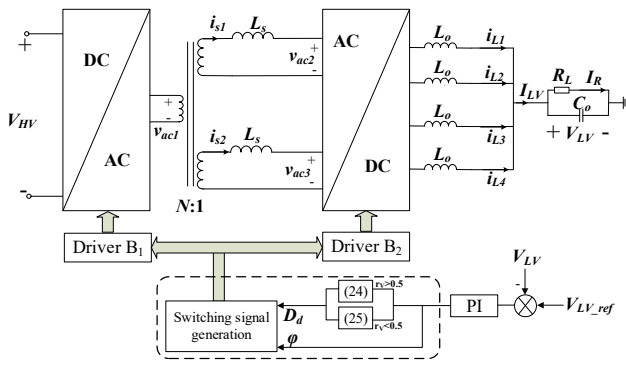 DC
AC
V_HV
+
-
+
-
v_ac1
N:1
i_s1
L_s
v_ac2
+
-
i_s2
L_s
v_ac3
+
-
AC
DC
L_o
i_L1
L_o
i_L2
L_o
i_L3
L_o
i_L4
I_LV
R_L
I_R
C_o
+ V_LV -
Driver B_1
Driver B_2
Switching signal
generation
D_d
φ
(24)
r_V>0.5
(25)
r_V<0.5
PI
V_LV
-
V_LV_ref